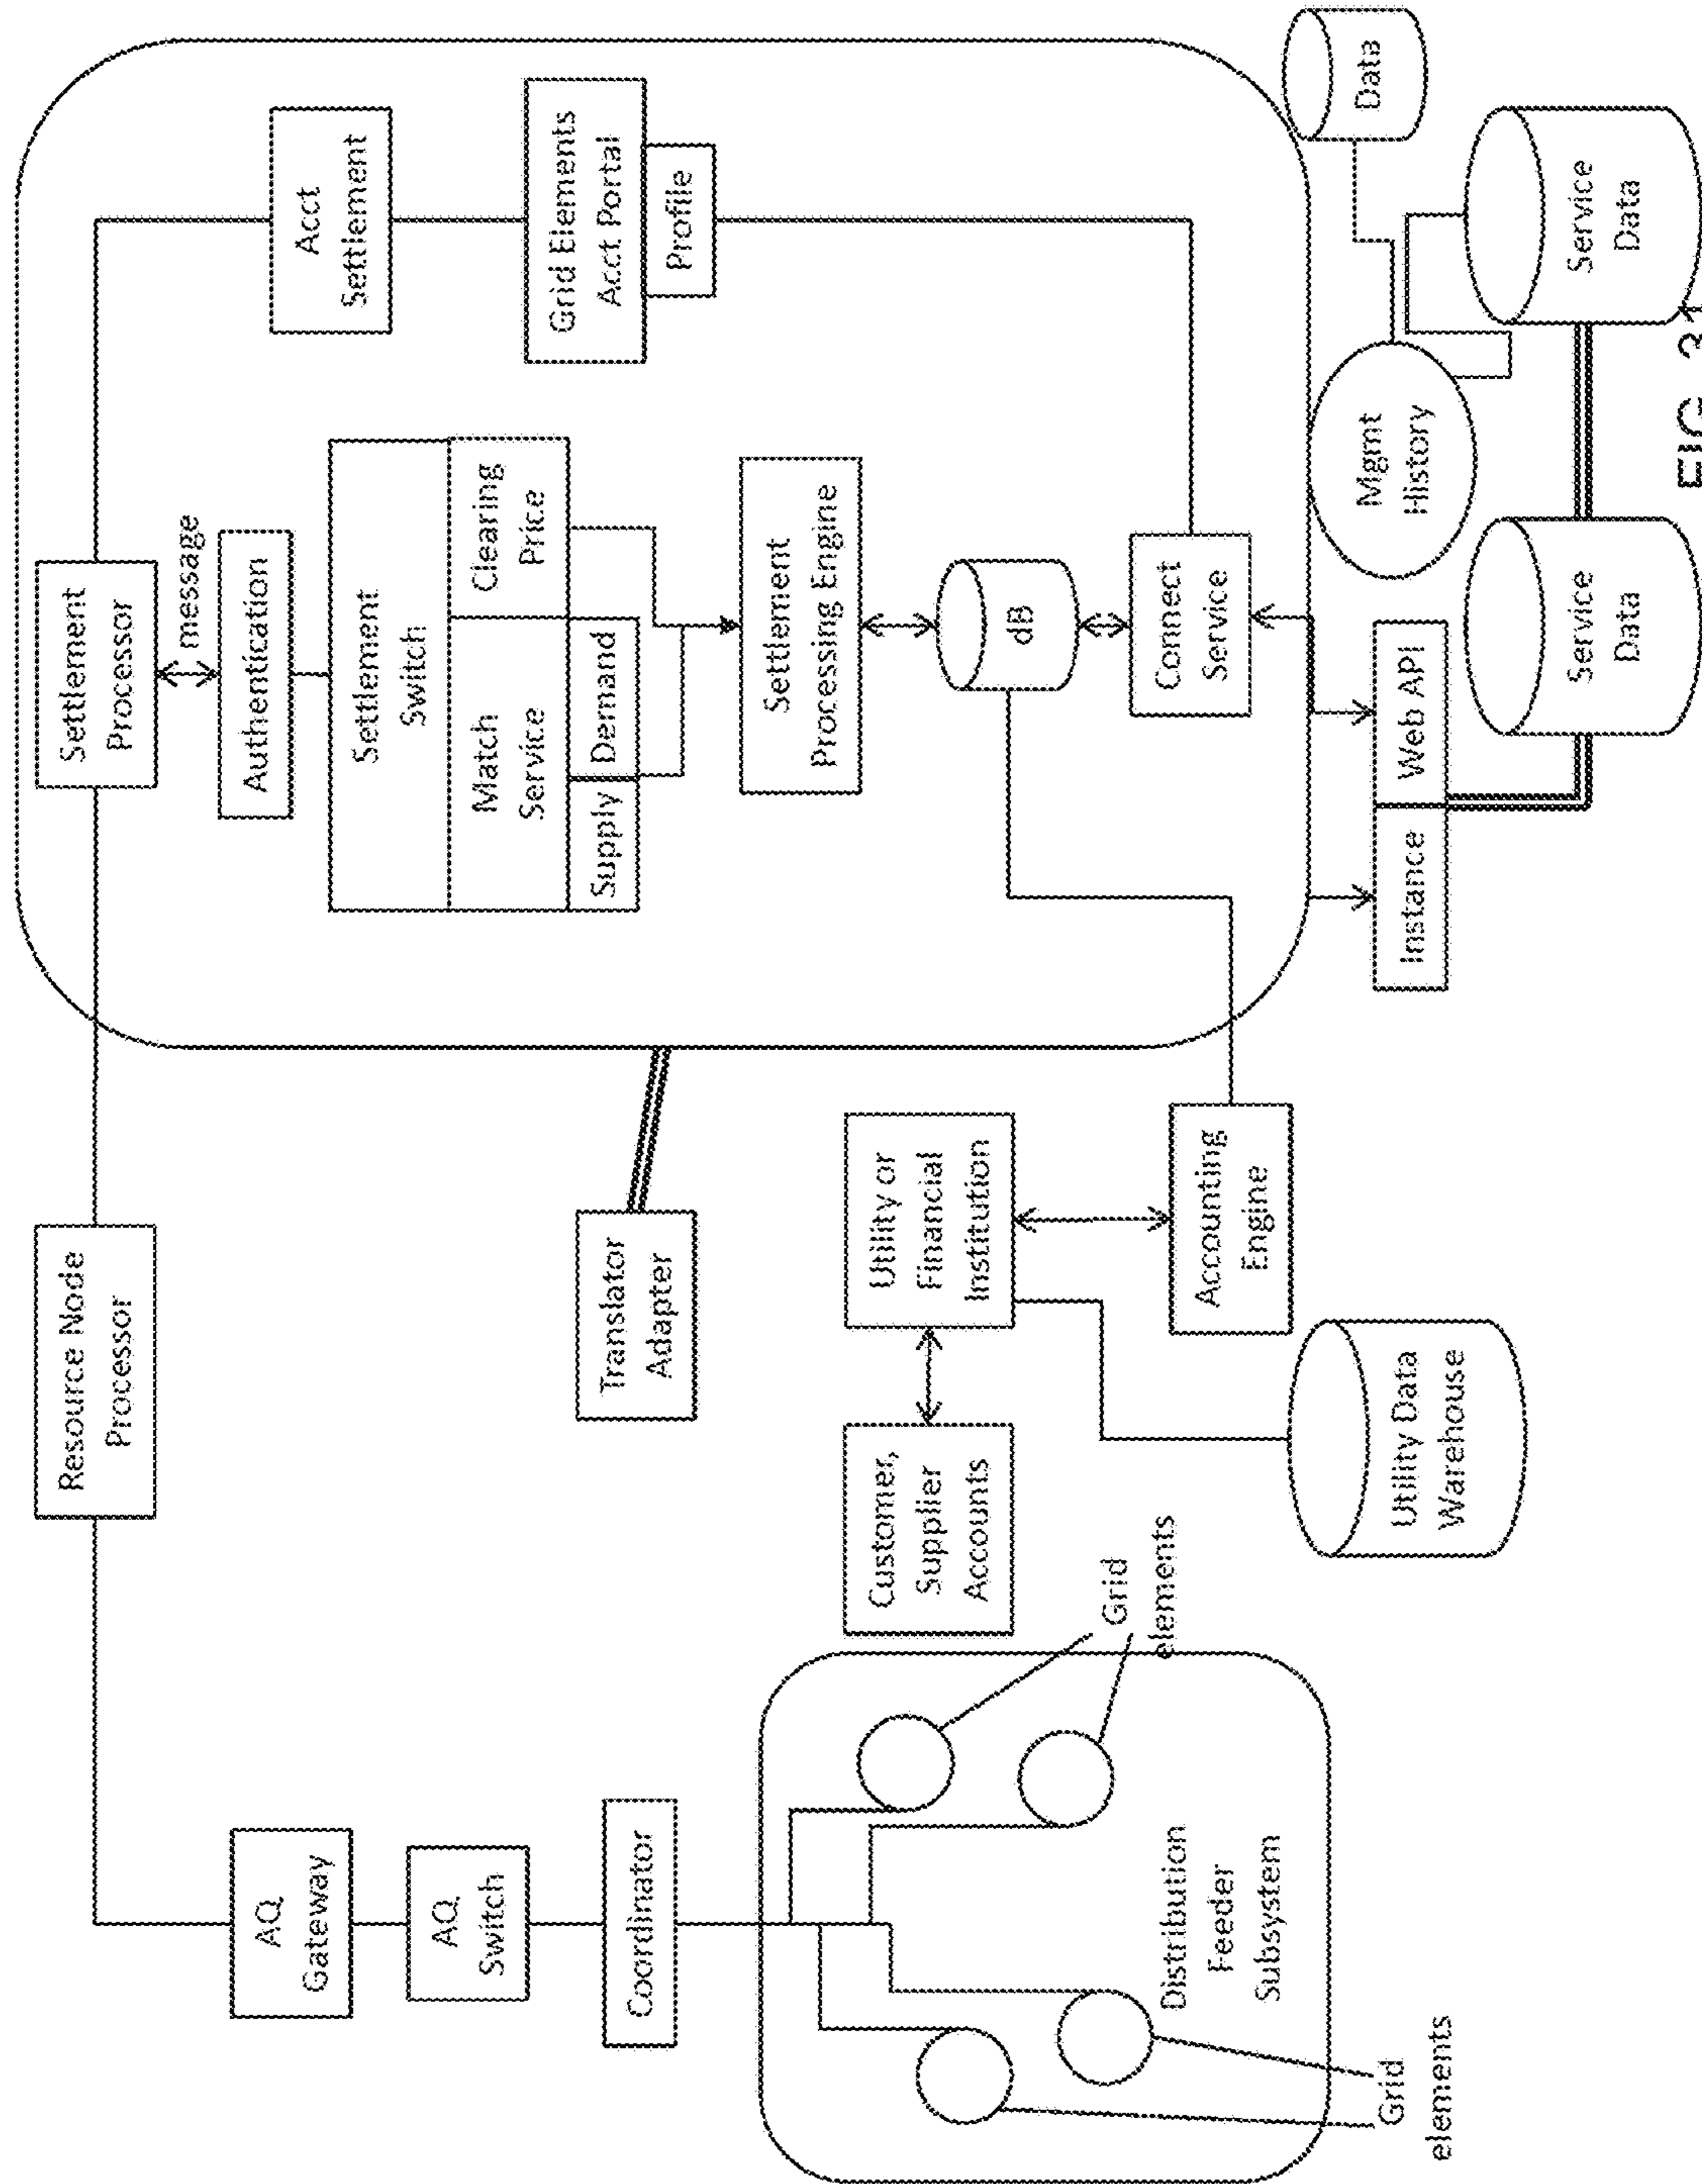 Resource Node
Processor
Settlement
Processor
message
AQ
Gateway
AQ
Switch
Coordinator
Authentication
Settlement
Switch
Match
Service
Clearing
Price
Supply
Demand
Acct
Settlement
Grid Elements
Acct Portal
Profile
Translator
Adapter
Settlement
Processing Engine
dB
Connect
Service
Customer,
Supplier
Accounts
Utility or
Financial
Institution
Accounting
Engine
Utility Data
Warehouse
Grid
elements
Distribution
Feeder
Subsystem
Grid
elements
Instance
Web API
Mgmt
History
Data
Service
Data
Service
Data
FIG. 31